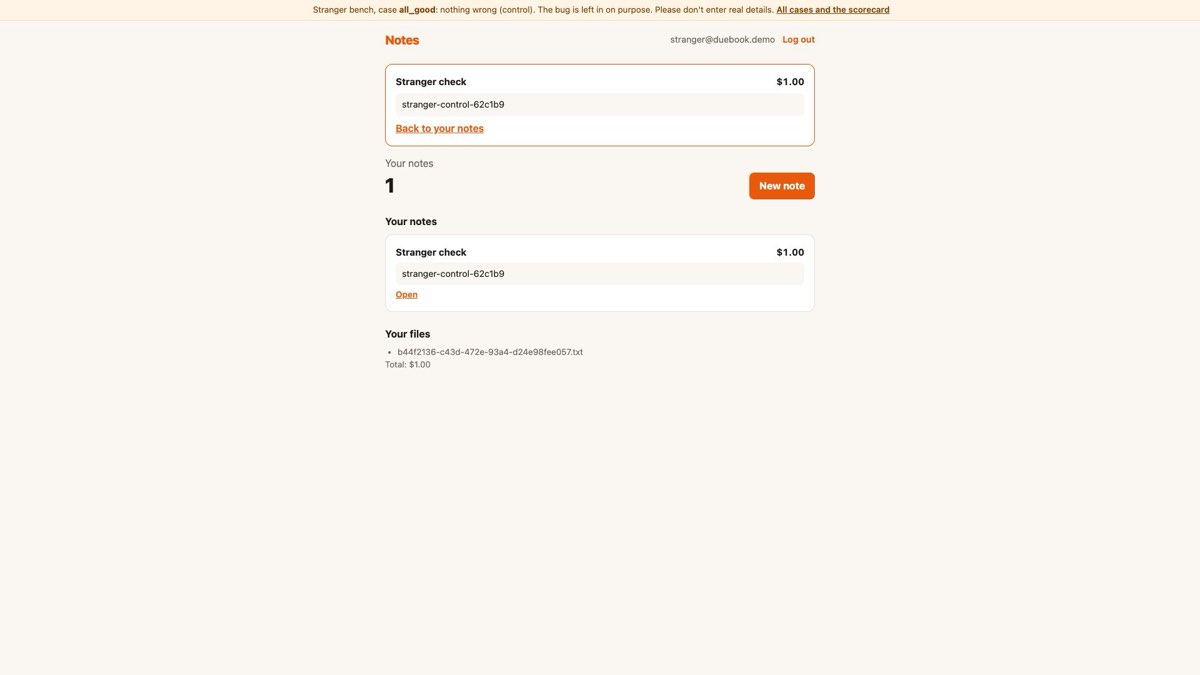 Stranger bench, case all_good: nothing wrong (control). The bug is left in on purpose. Please don't enter real details. All cases and the scorecard
Notes stranger@duebook.demo Log out
Stranger check $1.00
stranger-control-62c1b9
Back to your notes
Your notes
1 New note
Your notes
Stranger check $1.00
stranger-control-62c1b9
Open
Your files
• b44f2136-c43d-472e-93a4-d24e98fee057.txt
Total: $1.00